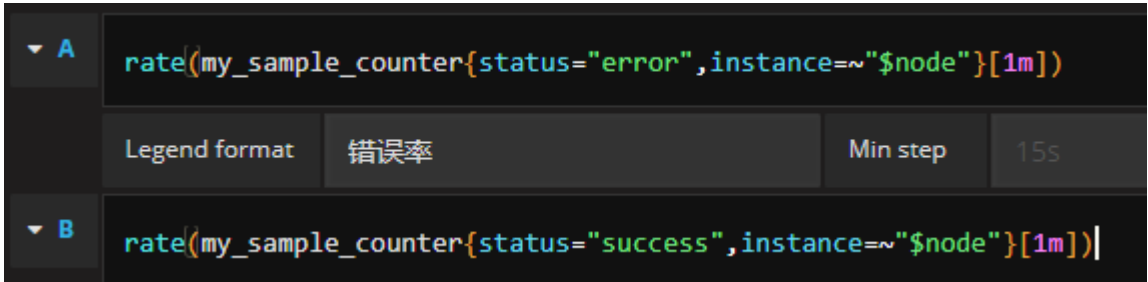 A
rate(my_sample_counter{status="error",instance=~"$node"}[1m])
Legend format 错误率 Min step 15s
B
rate(my_sample_counter{status="success",instance=~"$node"}[1m])